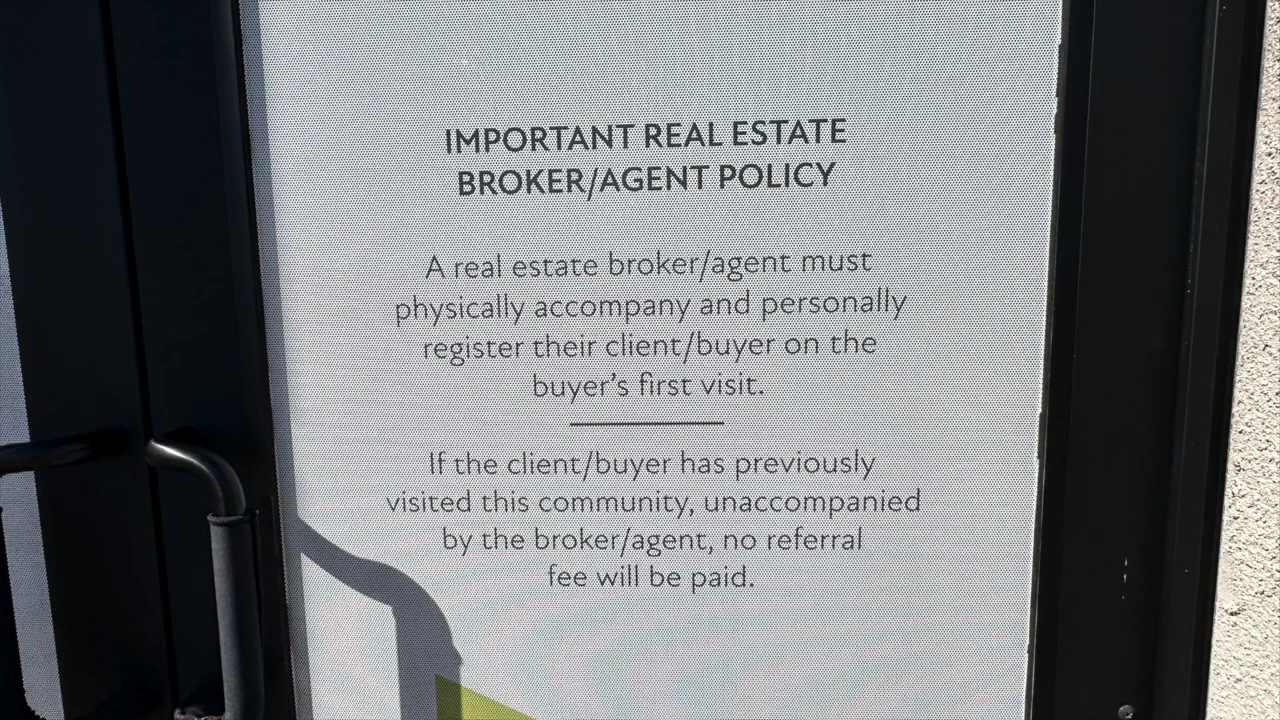 IMPORTANT REAL ESTATE
BROKER/AGENT POLICY
A real estate broker/agent must
physically accompany and personally
register their client/buyer on the
buyer's first visit.
If the client/buyer has previously
visited this community, unaccompanied
by the broker/agent, no referral
fee will be paid.